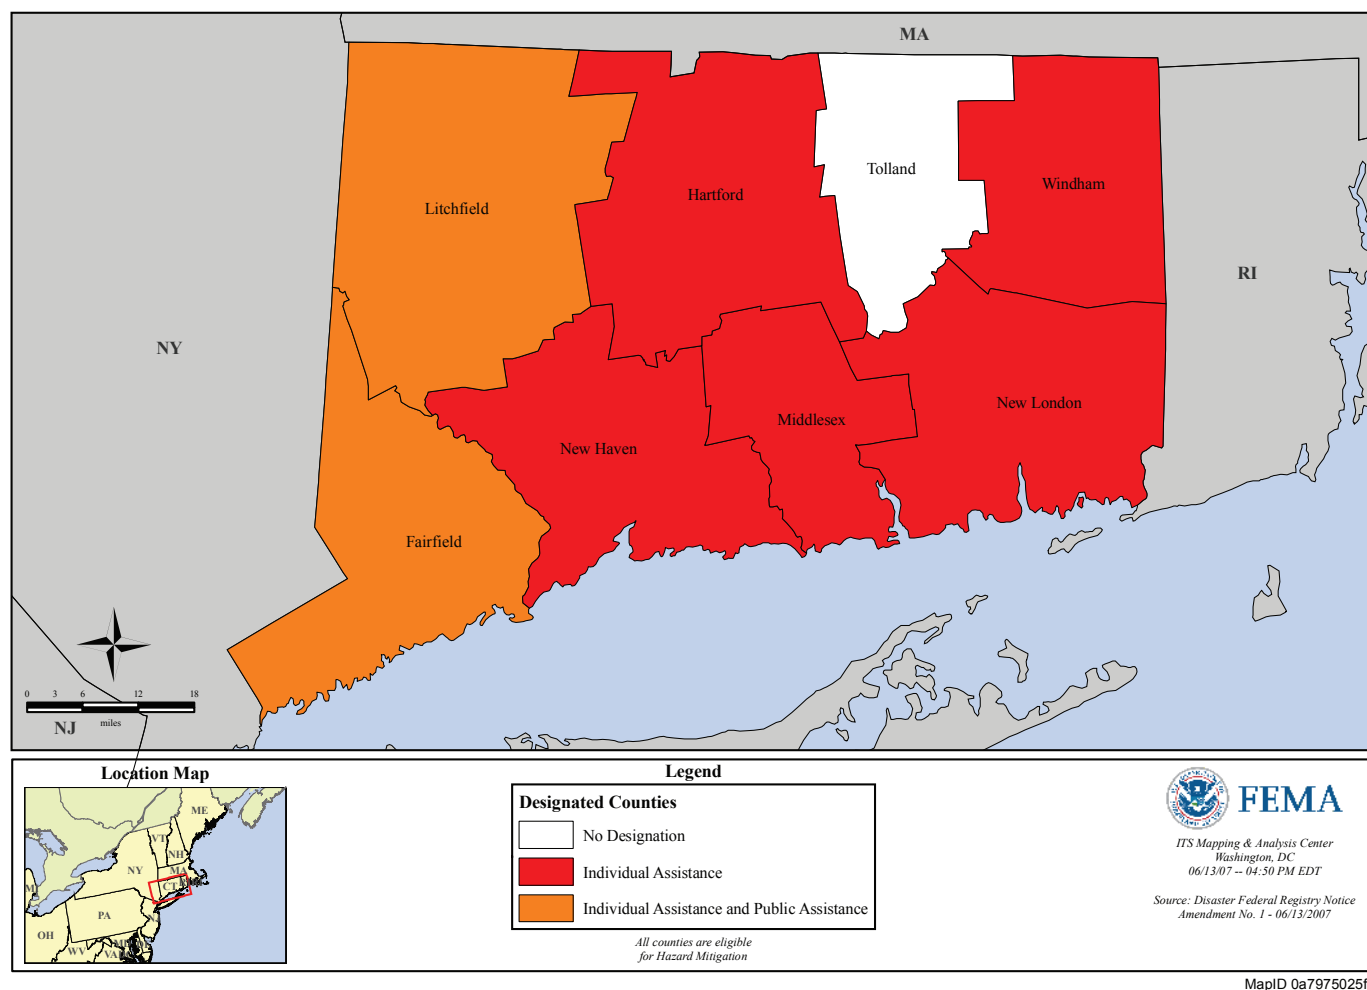 MA
Tolland
Windham
Hartford
Litchfield
RI
NY
New London
Middlesex
New Haven
Fairfield
0 3 6 12 18
miles
NJ
Location Map
ME
VT
NH
NY
MA
CT
PA
NJ
OH
WV
VA
Legend
Designated Counties
No Designation
Individual Assistance
Individual Assistance and Public Assistance
All counties are eligible
for Hazard Mitigation
FEMA
ITS Mapping & Analysis Center
Washington, DC
06/13/07 -- 04:50 PM EDT
Source: Disaster Federal Registry Notice
Amendment No. 1 - 06/13/2007
MapID 0a7975025f